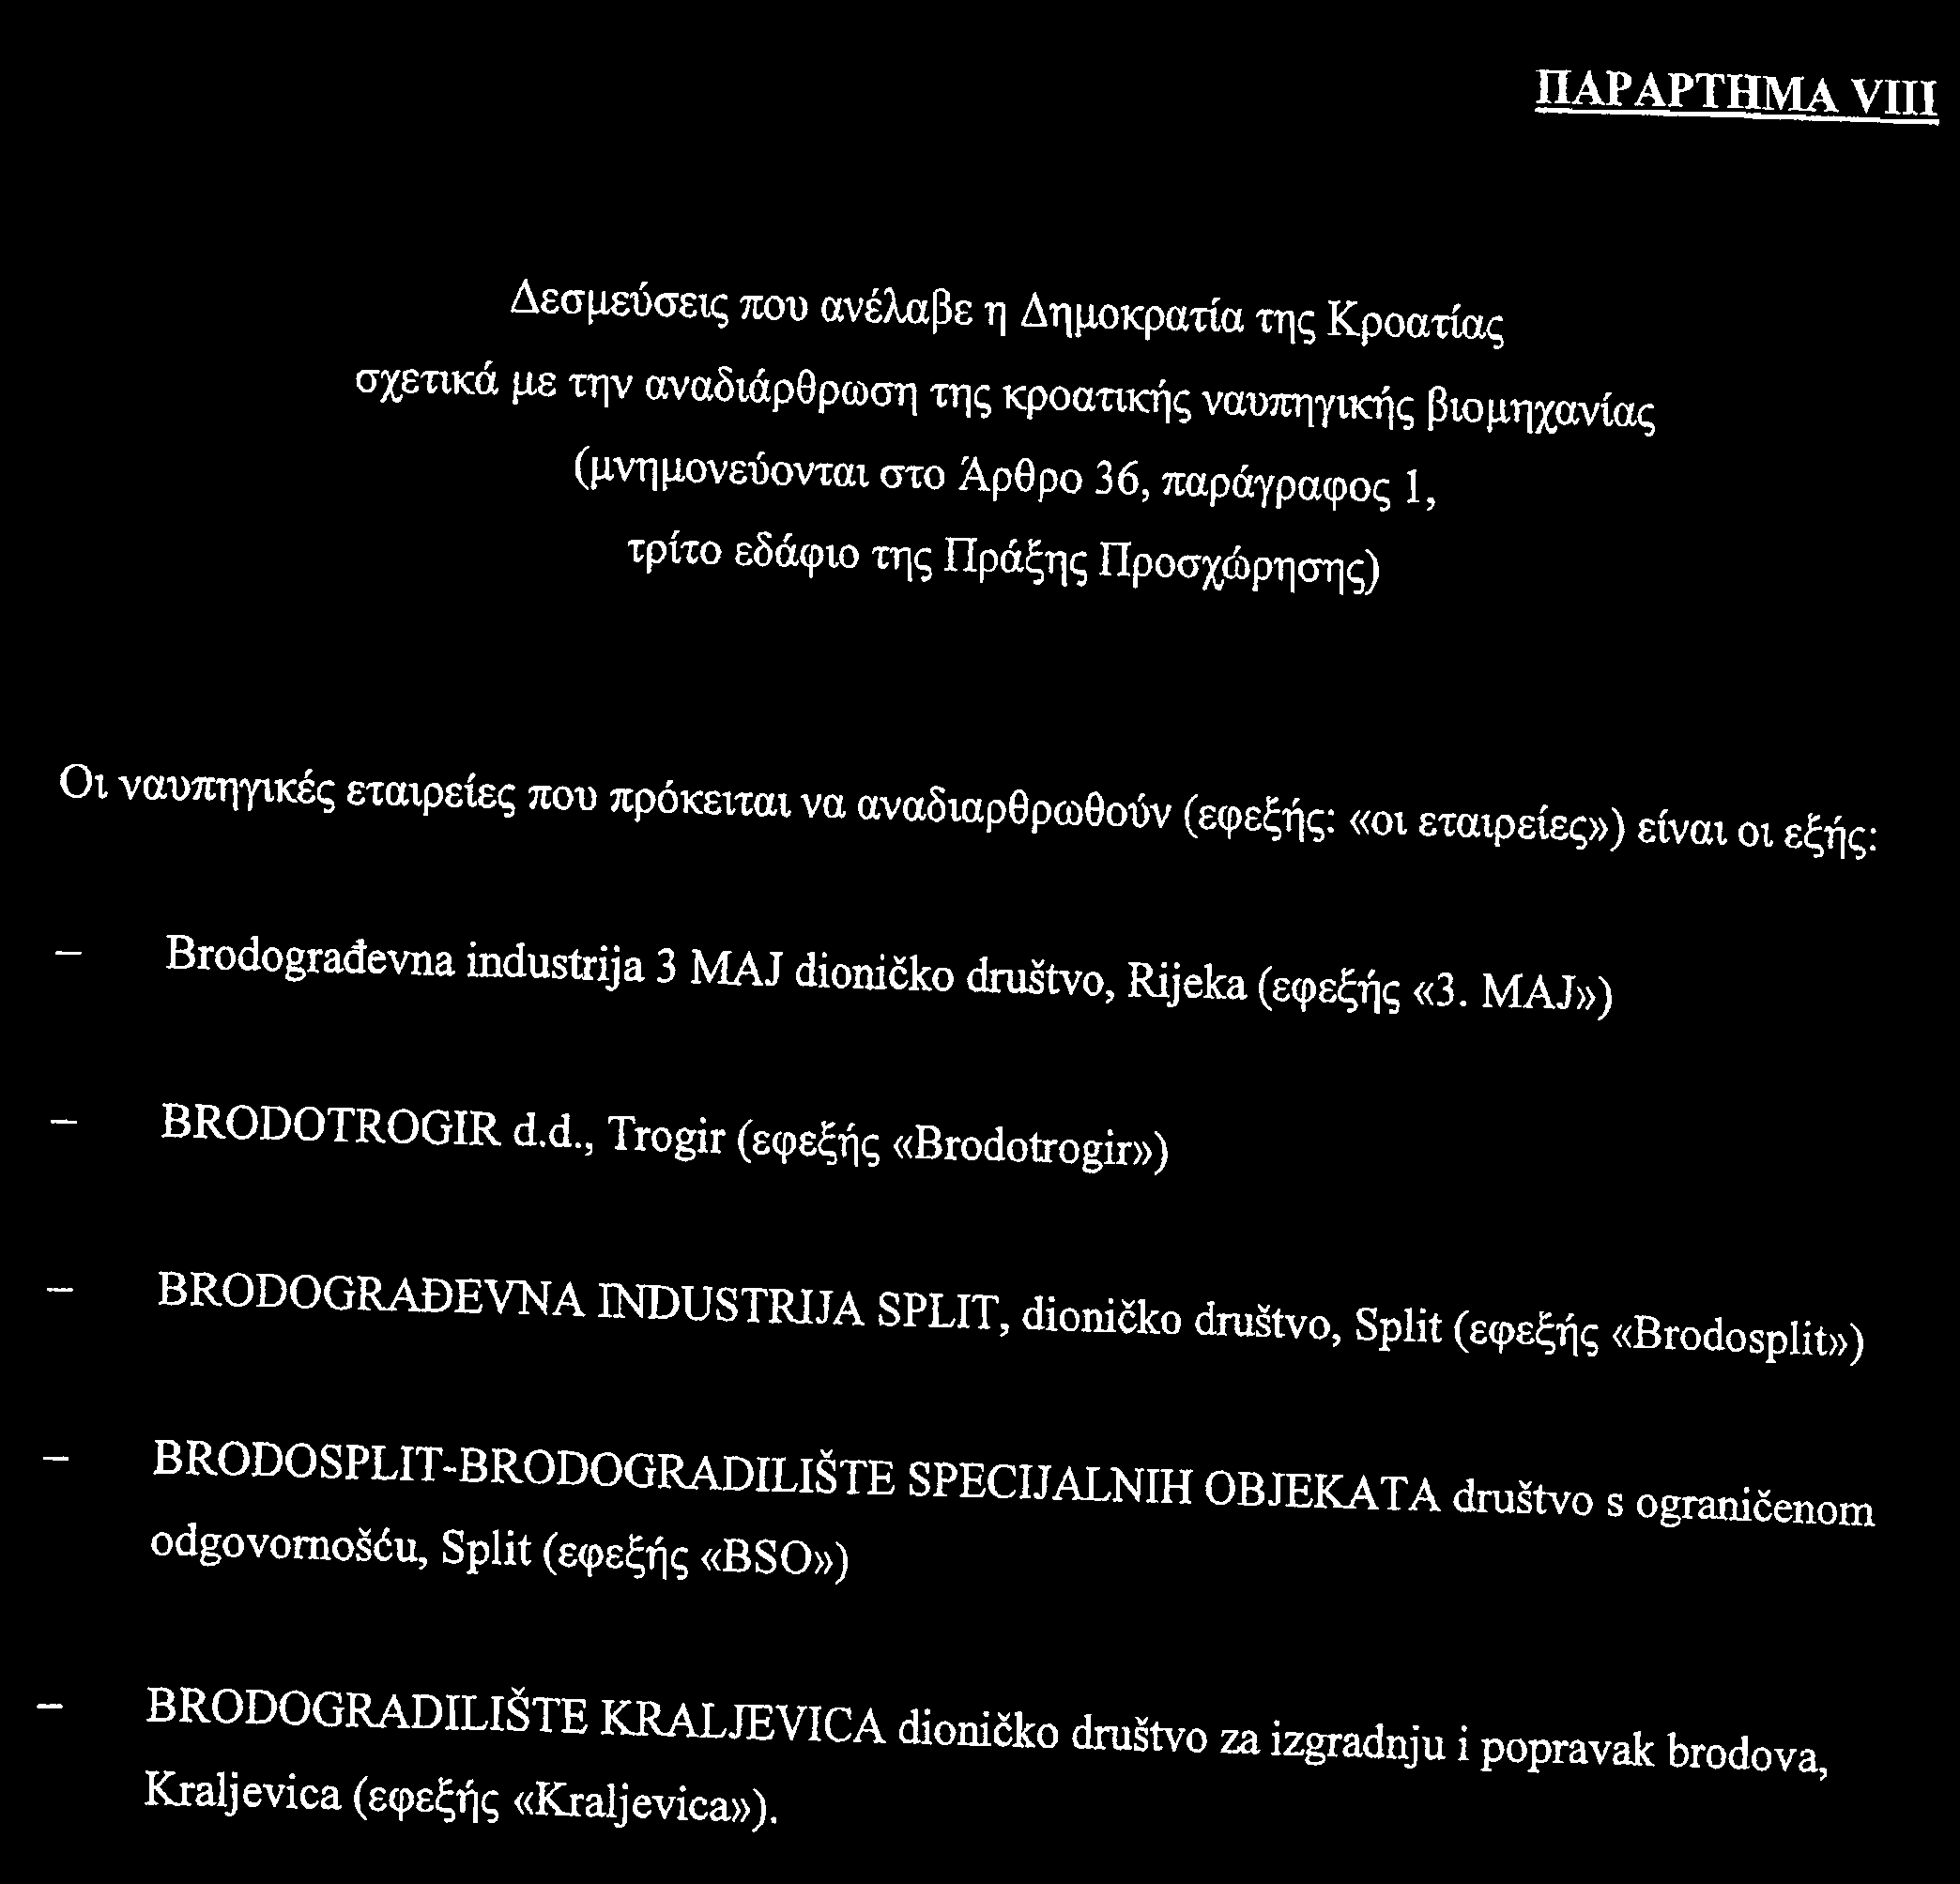 ΠΑΡΑΡΤΗΜΑ VIII
Δεσμεύσεις που ανέλαβε η Δημοκρατία της Κροατίας
σχετικά με την αναδιάρθρωση της κροατικής ναυπηγικής βιομηχανίας
(μνημονεύονται στο Άρθρο 36, παράγραφος 1,
τρίτο εδάφιο της Πράξης Προσχώρησης)
Οι ναυπηγικές εταιρείες που πρόκειται να αναδιαρθρωθούν (εφεξής: «οι εταιρείες») είναι οι εξής:
– Brodograđevna industrija 3 MAJ dioničko društvo, Rijeka (εφεξής «3. MAJ»)
– BRODOTROGIR d.d., Trogir (εφεξής «Brodotrogir»)
– BRODOGRAĐEVNA INDUSTRIJA SPLIT, dioničko društvo, Split (εφεξής «Brodosplit»)
– BRODOSPLIT-BRODOGRADILIŠTE SPECIJALNIH OBJEKATA društvo s ograničenom
odgovornošću, Split (εφεξής «BSO»)
– BRODOGRADILIŠTE KRALJEVICA dioničko društvo za izgradnju i popravak brodova,
Kraljevica (εφεξής «Kraljevica»).